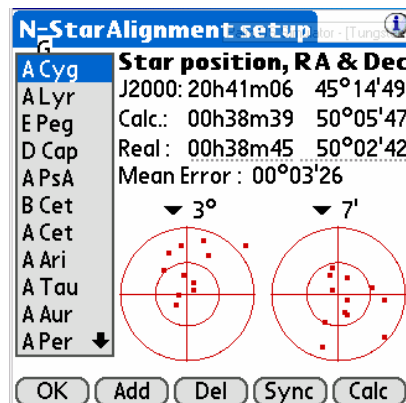 N-StarAlignment setup
G
Star position, RA & Dec
J2000: 20h41m06 45°14'49
Calc.: 00h38m39 50°05'47
Real : 00h38m45 50°02'42
Mean Error : 00°03'26
3° 7'
A Cyg
A Lyr
E Peg
D Cap
A PsA
B Cet
A Cet
A Ari
A Tau
A Aur
A Per
OK Add Del Sync Calc